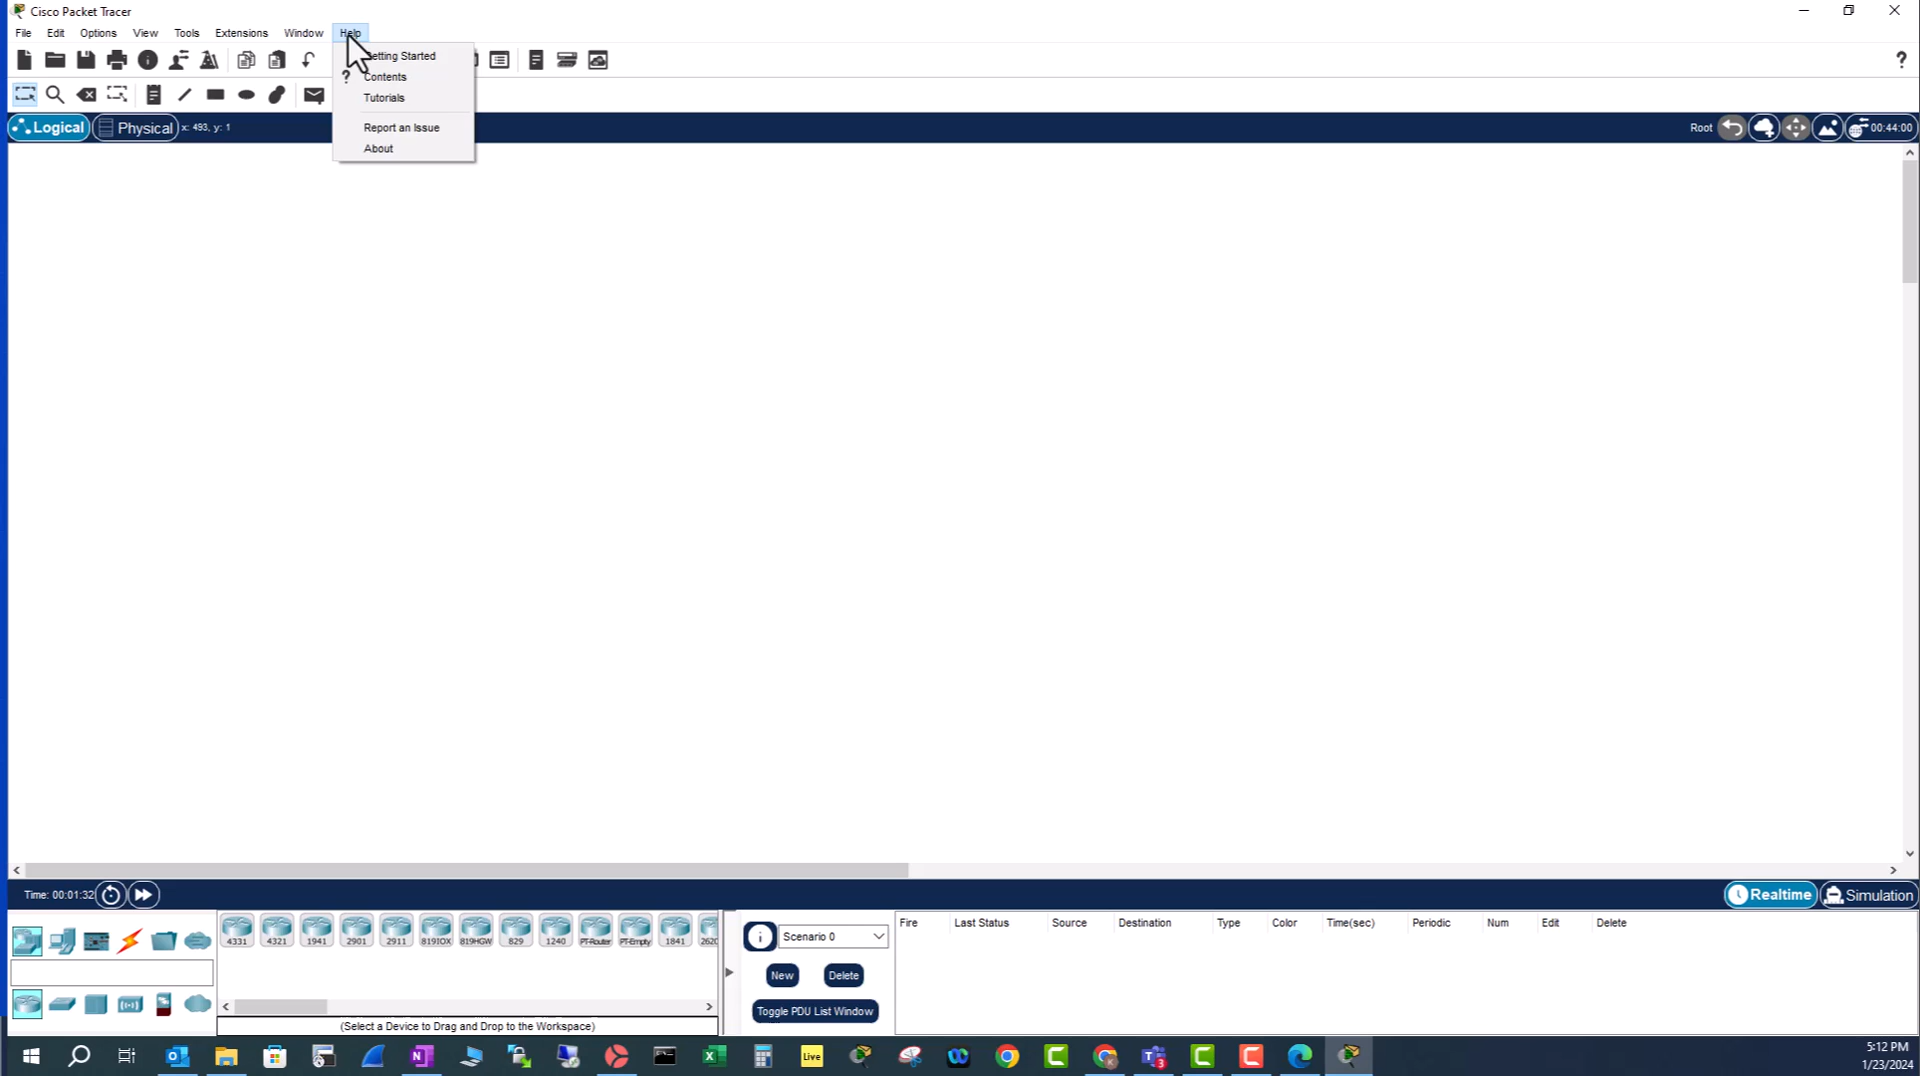 Cisco Packet Tracer
File Edit Options View Tools Extensions Window Help
Getting Started
? Contents
Tutorials
Report an Issue
About
Logical Physical x: 493, y: 1
Root 00:44:00
Time: 00:01:32
Realtime Simulation
4331 4321 1941 2901 2911 819IOX 819HGW 829 1240 PT-Router PT-Empty 1841
(Select a Device to Drag and Drop to the Workspace)
Scenario 0
New Delete
Toggle PDU List Window
Fire Last Status Source Destination Type Color Time(sec) Periodic Num Edit Delete
Live
5:12 PM
1/23/2024